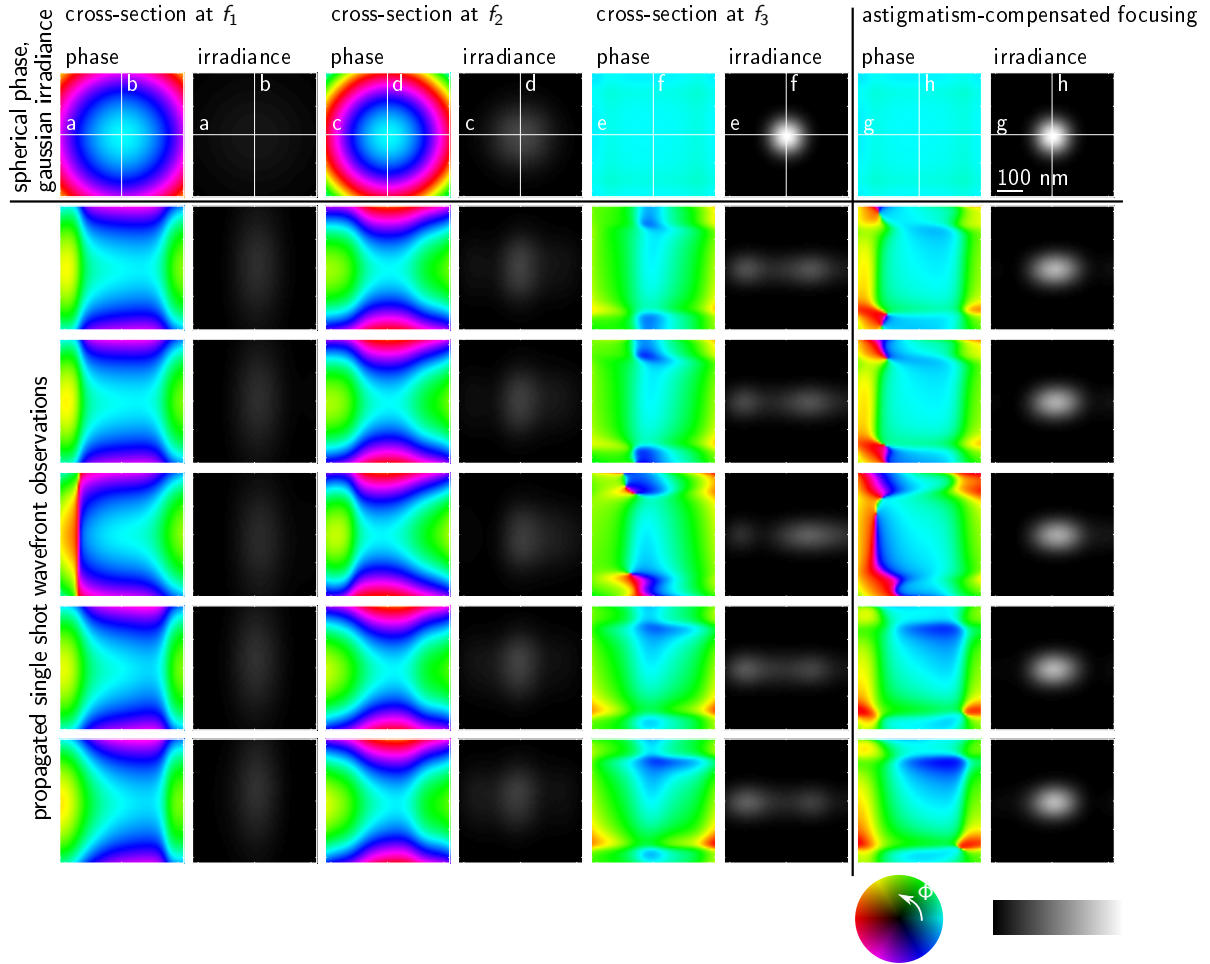 cross-section at f1
cross-section at f2
cross-section at f3
astigmatism-compensated focusing
spherical phase,
gaussian irradiance
phase
irradiance
phase
irradiance
phase
irradiance
phase
irradiance
b
b
d
d
f
f
h
h
a
a
c
c
e
e
g
g
100 nm
propagated single shot wavefront observations
Φ